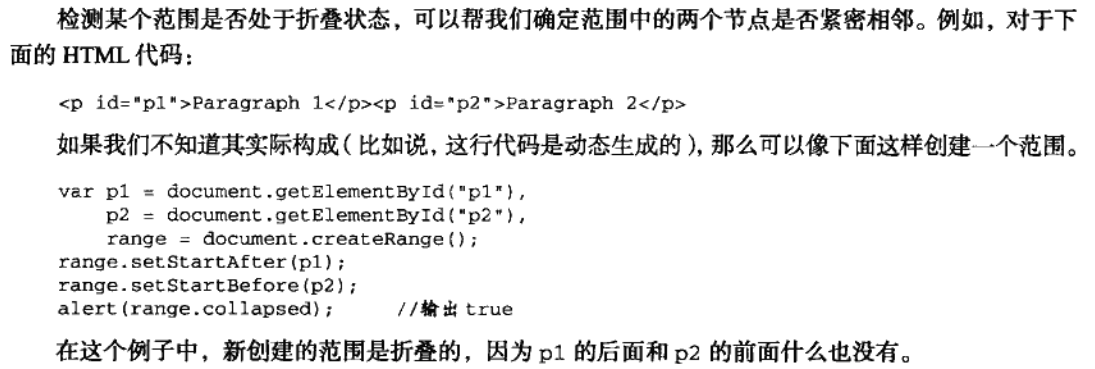 检测某个范围是否处于折叠状态，可以帮我们确定范围中的两个节点是否紧密相邻。例如，对于下
面的 HTML 代码：
<p id="p1">Paragraph 1</p><p id="p2">Paragraph 2</p>
如果我们不知道其实际构成（比如说，这行代码是动态生成的），那么可以像下面这样创建一个范围。
var p1 = document.getElementById("p1"),
    p2 = document.getElementById("p2"),
    range = document.createRange();
range.setStartAfter(p1);
range.setStartBefore(p2);
alert(range.collapsed);      //输出 true
在这个例子中，新创建的范围是折叠的，因为 p1 的后面和 p2 的前面什么也没有。